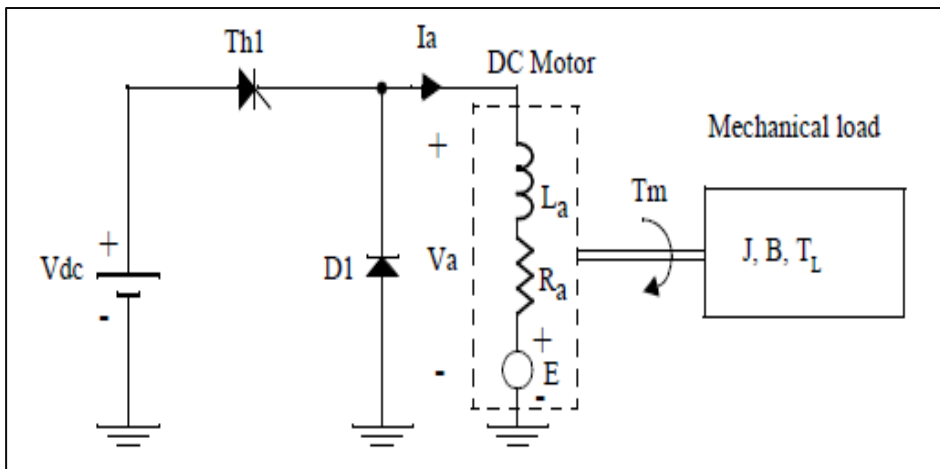 Th1
Ia
DC Motor
Mechanical load
+
La
Tm
+
Vdc
D1
Va
Ra
J, B, TL
-
+
-
E
-